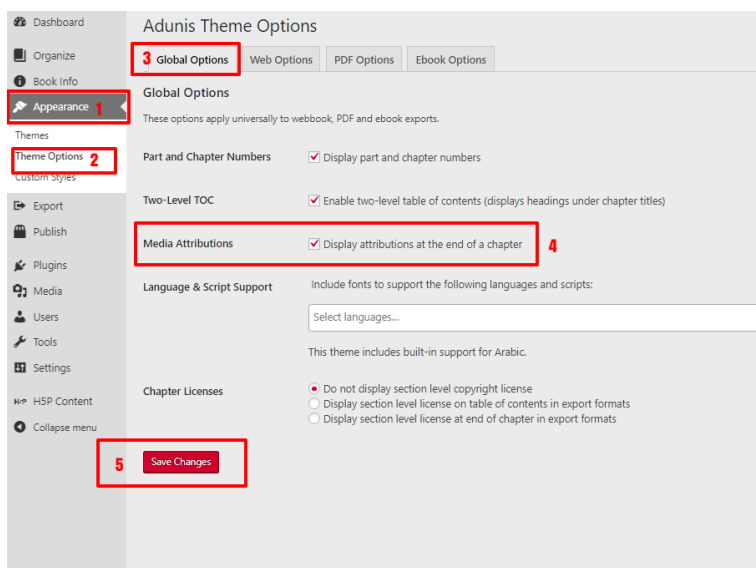 Dashboard
Organize
Book Info
Appearance 1
Themes
Theme Options 2
Custom Styles
Export
Publish
Plugins
Media
Users
Tools
Settings
H5P H5P Content
Collapse menu
Adunis Theme Options
3 Global Options Web Options PDF Options Ebook Options
Global Options
These options apply universally to webbook, PDF and ebook exports.
Part and Chapter Numbers Display part and chapter numbers
Two-Level TOC Enable two-level table of contents (displays headings under chapter titles)
Media Attributions Display attributions at the end of a chapter 4
Language & Script Support Include fonts to support the following languages and scripts:
Select languages...
This theme includes built-in support for Arabic.
Chapter Licenses Do not display section level copyright license
Display section level license on table of contents in export formats
Display section level license at end of chapter in export formats
5 Save Changes